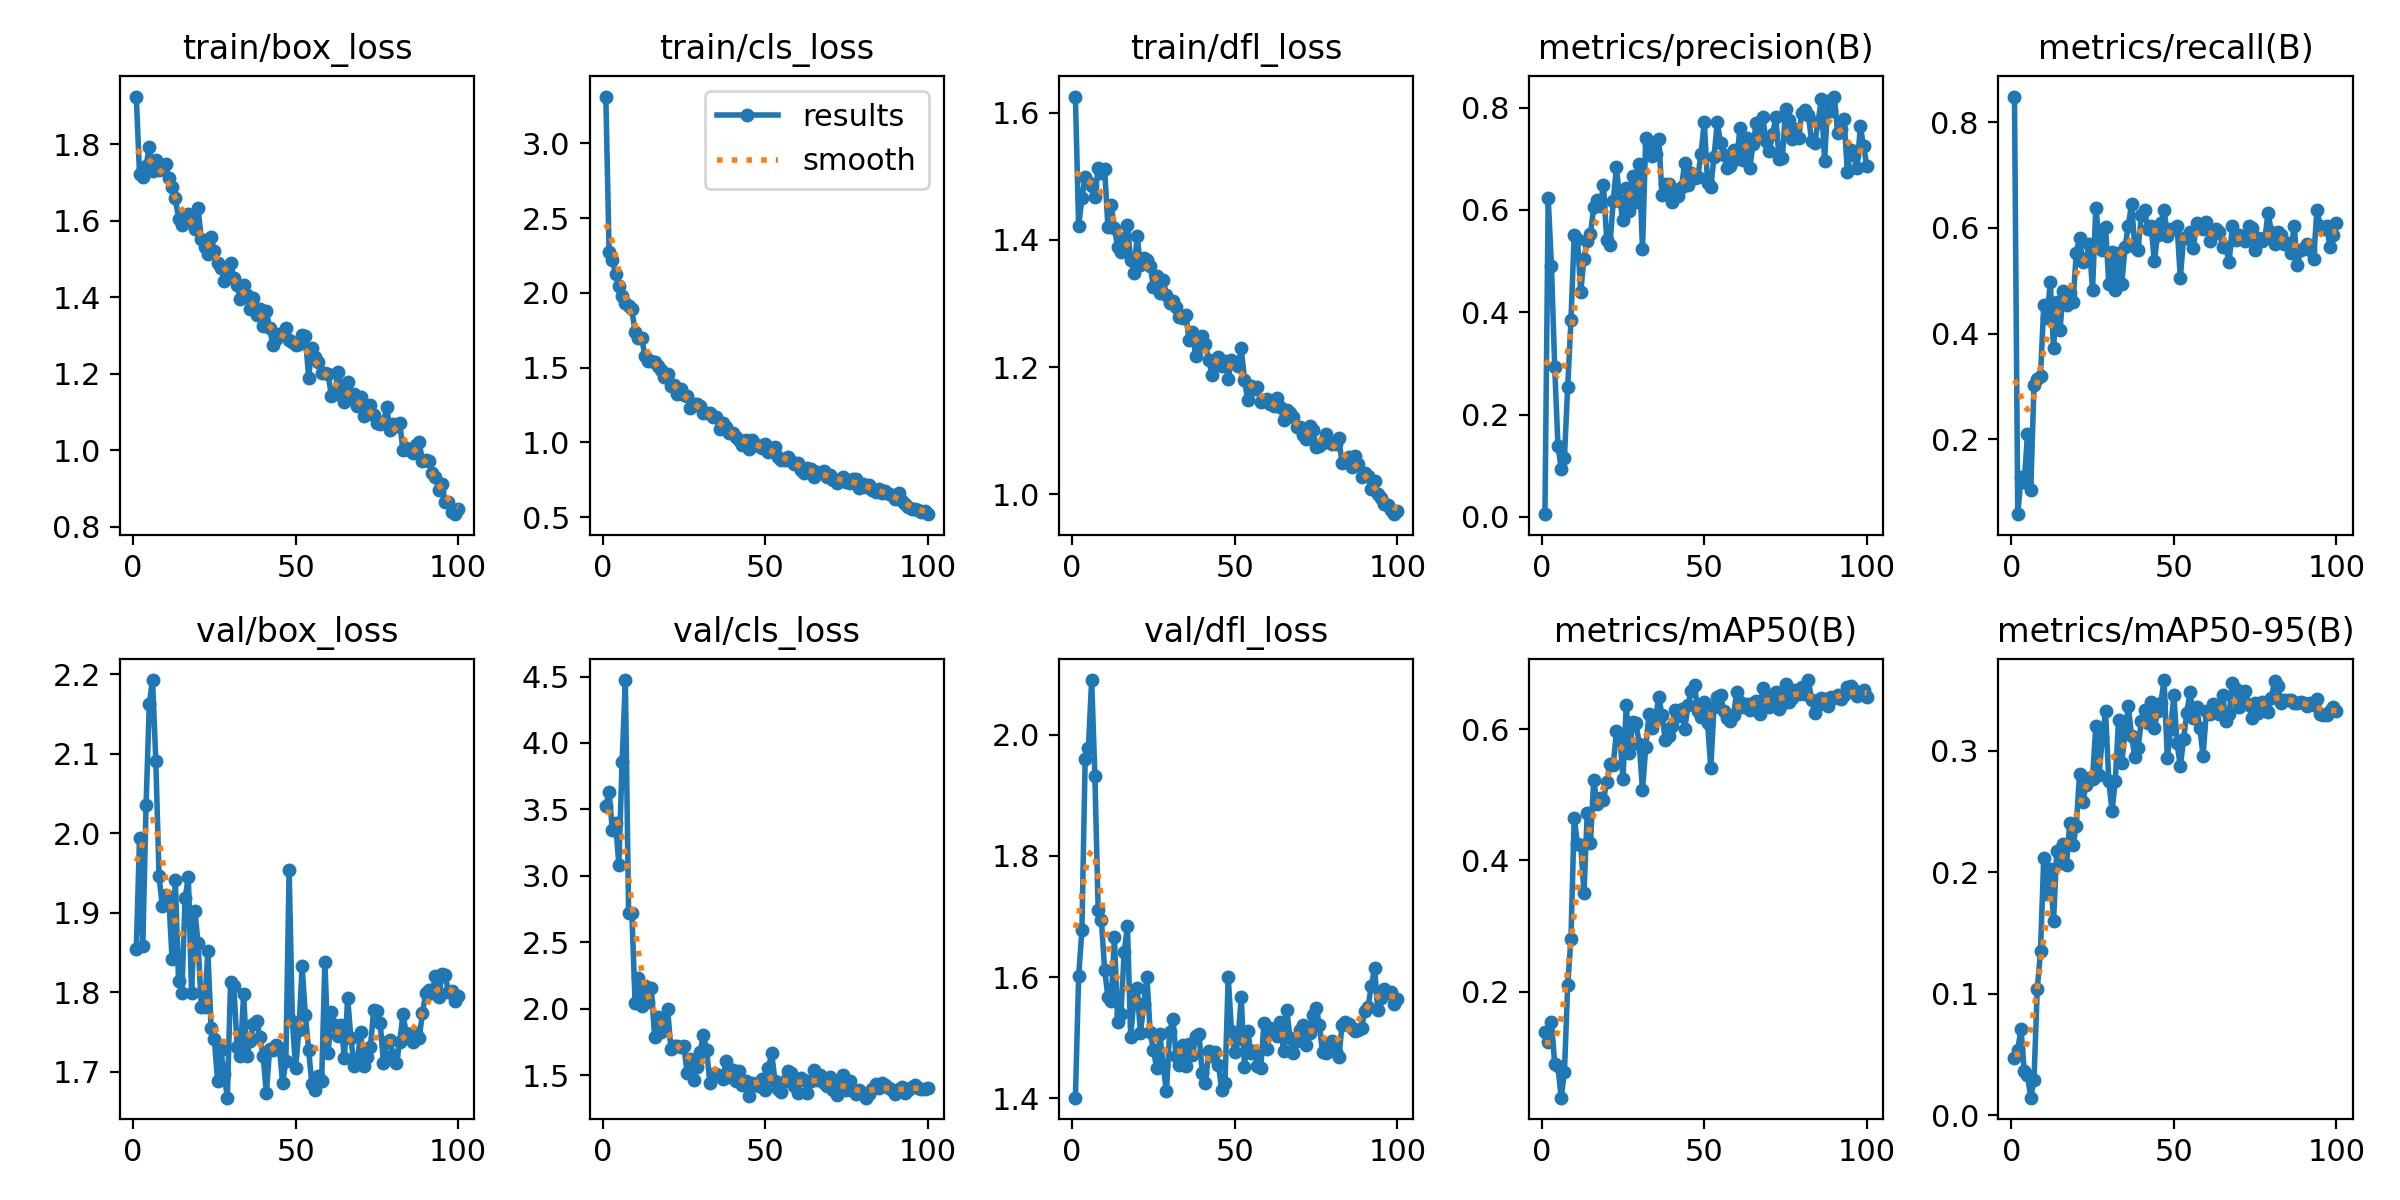 train/box_loss
1.8
1.6
1.4
1.2
1.0
0.8
0 50 100
train/cls_loss
results
smooth
3.0
2.5
2.0
1.5
1.0
0.5
0 50 100
train/dfl_loss
1.6
1.4
1.2
1.0
0 50 100
metrics/precision(B)
0.8
0.6
0.4
0.2
0.0
0 50 100
metrics/recall(B)
0.8
0.6
0.4
0.2
0 50 100
val/box_loss
2.2
2.1
2.0
1.9
1.8
1.7
0 50 100
val/cls_loss
4.5
4.0
3.5
3.0
2.5
2.0
1.5
0 50 100
val/dfl_loss
2.0
1.8
1.6
1.4
0 50 100
metrics/mAP50(B)
0.6
0.4
0.2
0 50 100
metrics/mAP50-95(B)
0.3
0.2
0.1
0.0
0 50 100